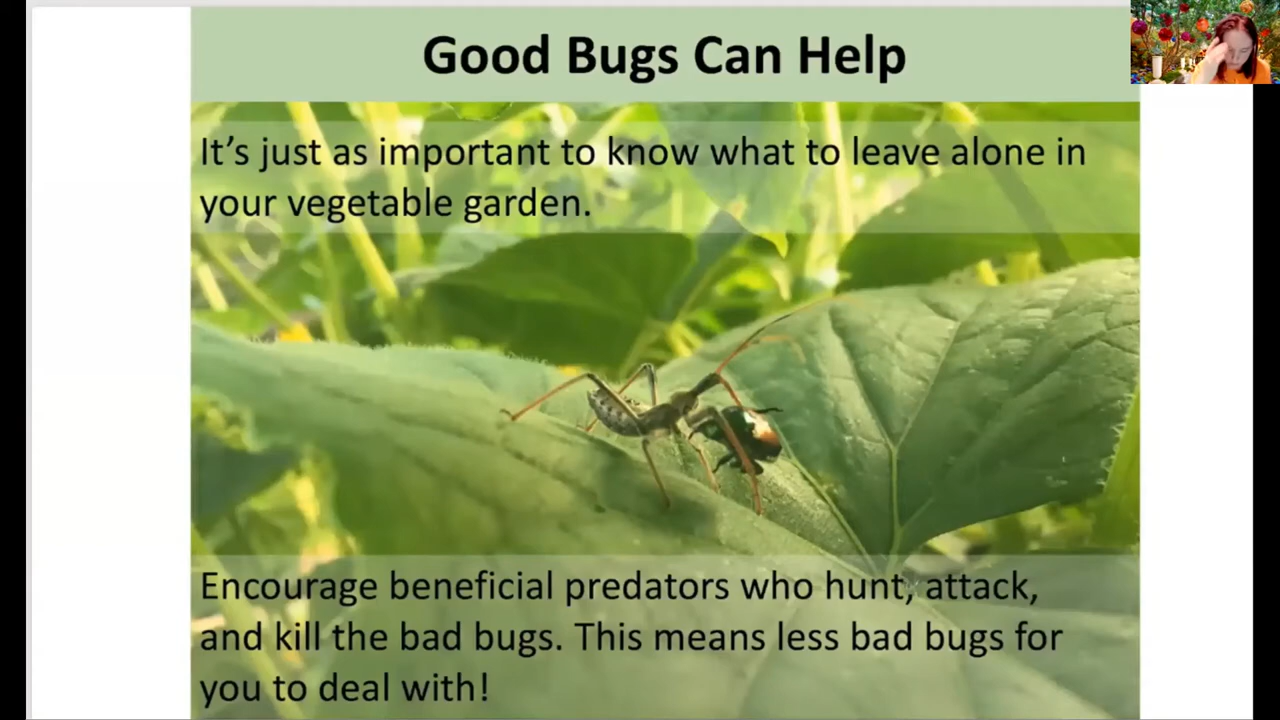 Good Bugs Can Help
It’s just as important to know what to leave alone in
your vegetable garden.
Encourage beneficial predators who hunt, attack,
and kill the bad bugs. This means less bad bugs for
you to deal with!